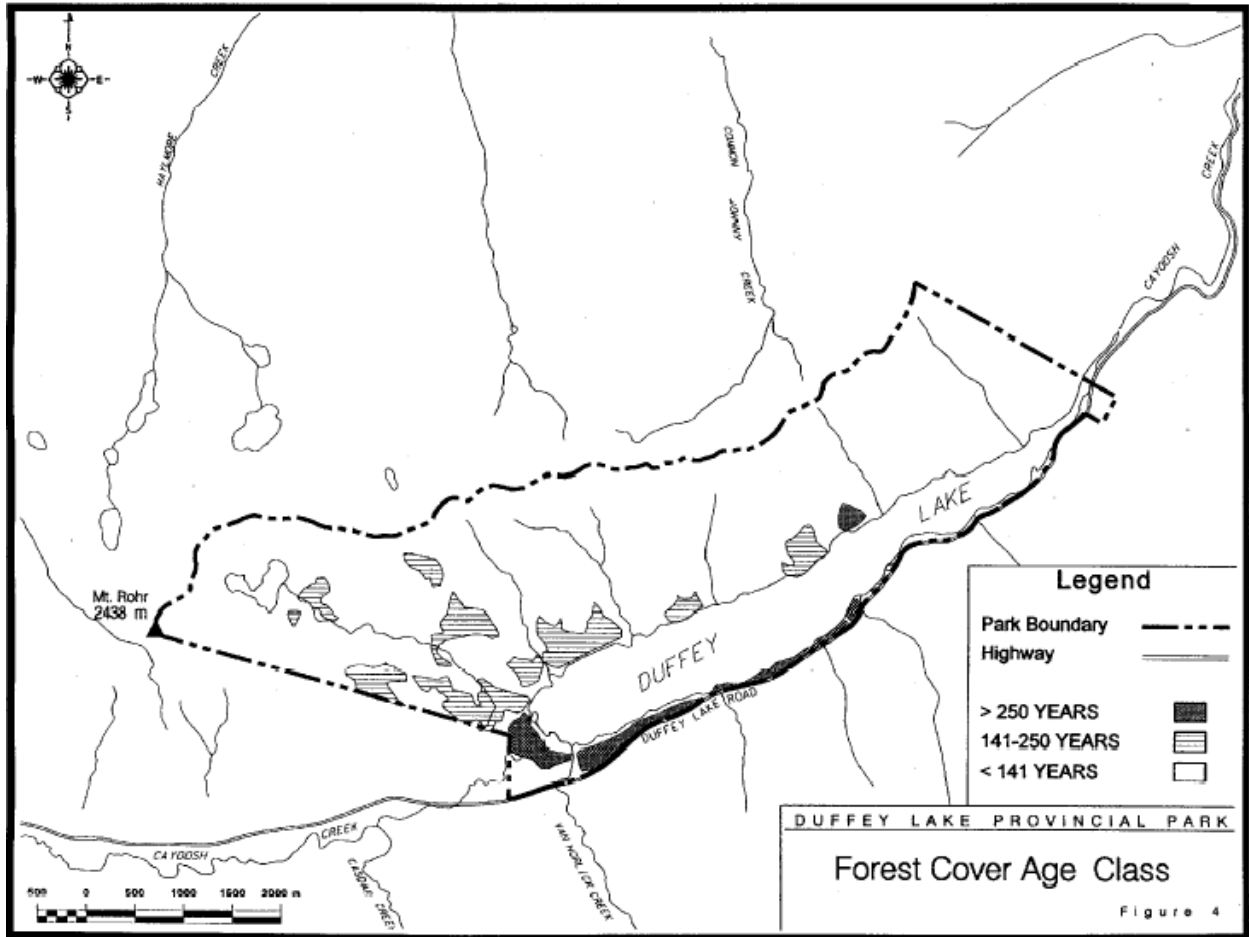 N
W
E
S
HAYLMORE
CREEK
COMMON
JOHNNY
CREEK
CAYOOSH
CREEK
Mt. Rohr
2438 m
DUFFEY
LAKE
DUFFEY LAKE ROAD
CAYOOSH
CREEK
CREEK
VAN HORLICK CREEK
500 0 500 1000 1500 2000 m
Legend
Park Boundary
Highway
> 250 YEARS
141-250 YEARS
< 141 YEARS
DUFFEY LAKE PROVINCIAL PARK
Forest Cover Age Class
Figure 4